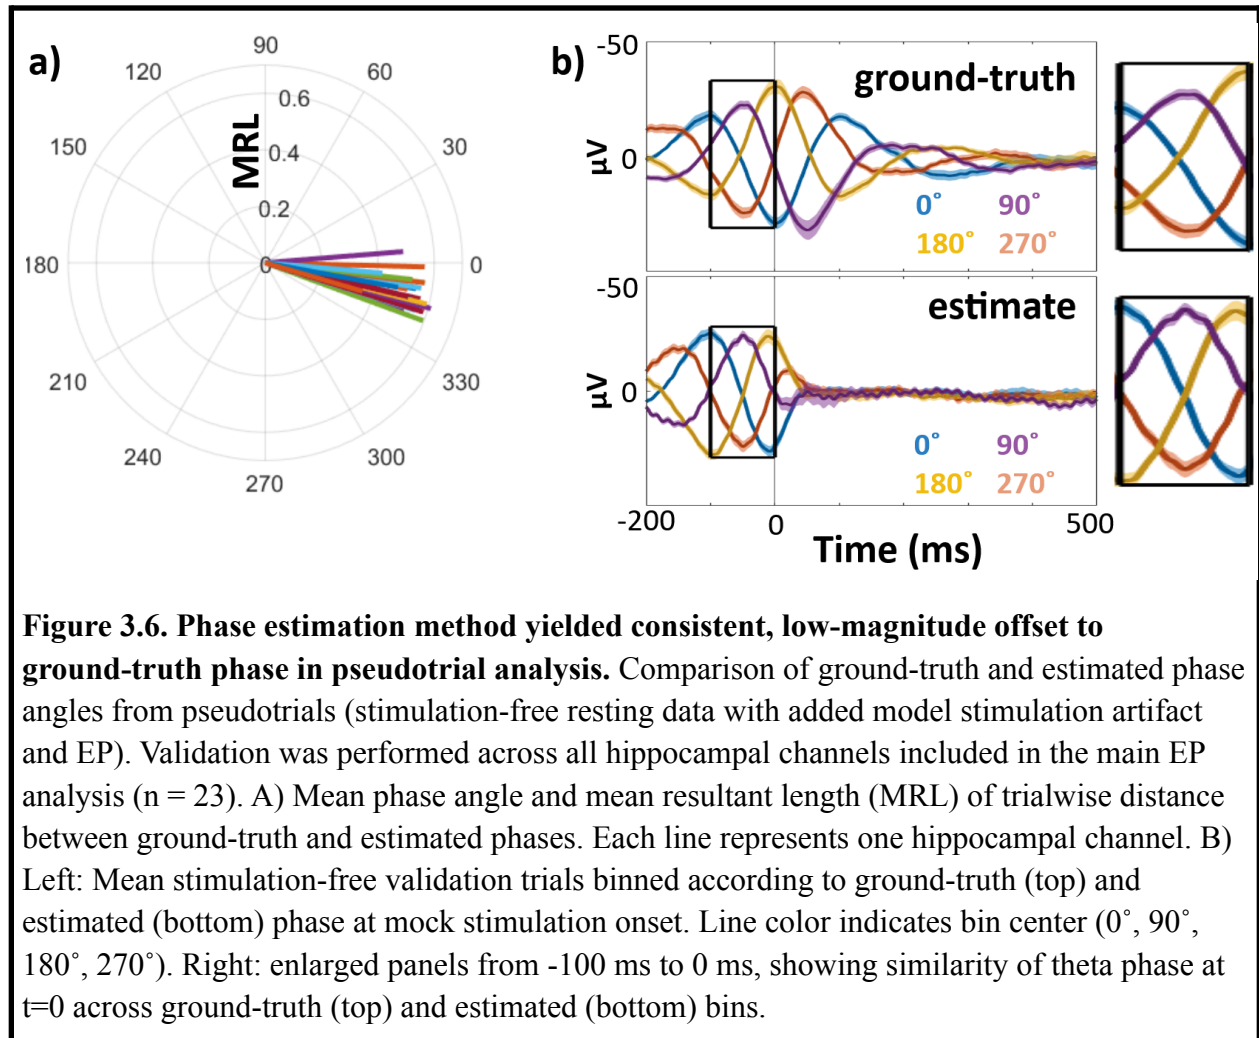 a)
90
120
60
0.6
MRL
0.4
150
30
0.2
180
0
0
210
330
240
300
270
b)
-50
ground-truth
µV
0
0˚ 90˚
180˚ 270˚
-50
estimate
µV
0
0˚ 90˚
180˚ 270˚
-200
0
500
Time (ms)
Figure 3.6. Phase estimation method yielded consistent, low-magnitude offset to
ground-truth phase in pseudotrial analysis. Comparison of ground-truth and estimated phase
angles from pseudotrials (stimulation-free resting data with added model stimulation artifact
and EP). Validation was performed across all hippocampal channels included in the main EP
analysis (n = 23). A) Mean phase angle and mean resultant length (MRL) of trialwise distance
between ground-truth and estimated phases. Each line represents one hippocampal channel. B)
Left: Mean stimulation-free validation trials binned according to ground-truth (top) and
estimated (bottom) phase at mock stimulation onset. Line color indicates bin center (0˚, 90˚,
180˚, 270˚). Right: enlarged panels from -100 ms to 0 ms, showing similarity of theta phase at
t=0 across ground-truth (top) and estimated (bottom) bins.